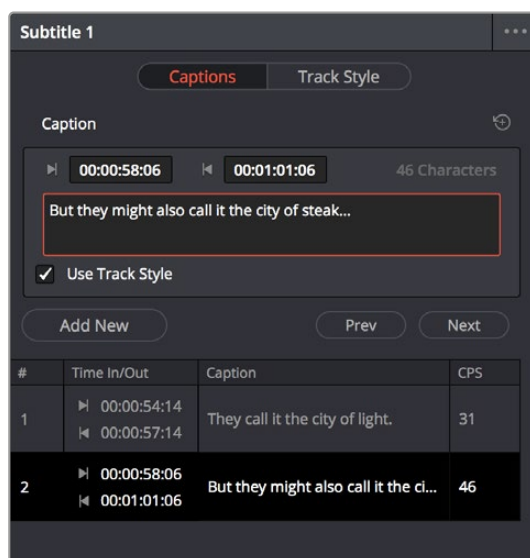 Subtitle 1
Captions
Track Style
Caption
00:00:58:06
00:01:01:06
46 Characters
But they might also call it the city of steak...
Use Track Style
Add New
Prev
Next
# Time In/Out Caption CPS
1
00:00:54:14
00:00:57:14
They call it the city of light.
31
2
00:00:58:06
00:01:01:06
But they might also call it the ci...
46